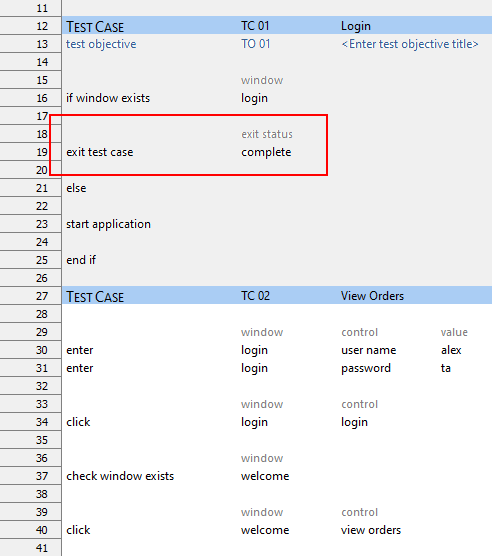 11
12 TEST CASE TC 01 Login
13 test objective TO 01 <Enter test objective title>
14
15 window
16 if window exists login
17
18 exit status
19 exit test case complete
20
21 else
22
23 start application
24
25 end if
26
27 TEST CASE TC 02 View Orders
28
29 window control value
30 enter login user name alex
31 enter login password ta
32
33 window control
34 click login login
35
36 window
37 check window exists welcome
38
39 window control
40 click welcome view orders
41